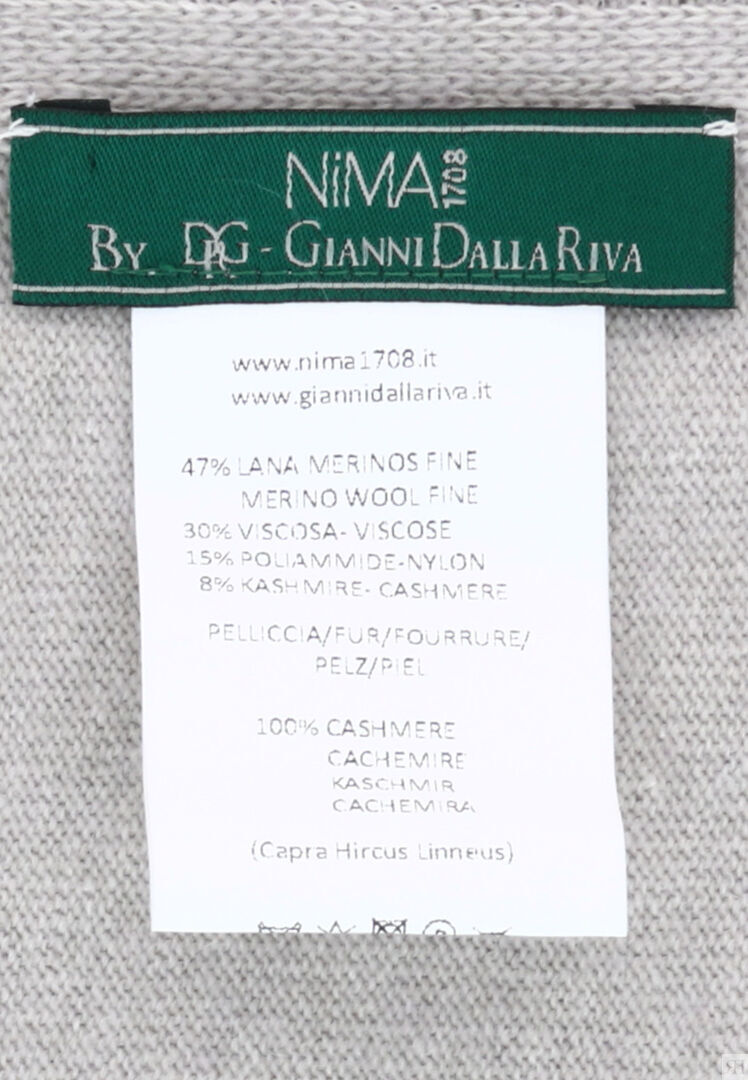 NiMA 1708
By DRG - GIANNI DALLA RIVA
www.nima1708.it
www.giannidallariva.it
47% LANA MERINOS FINE
MERINO WOOL FINE
30% VISCOSA- VISCOSE
15% POLIAMMIDE-NYLON
8% KASHMIRE- CASHMERE
PELLICCIA/FUR/FOURRURE/
PELZ/PIEL
100% CASHMERE
CACHEMIRE
KASCHMIR
CACHEMIRA
(Capra Hircus Linneus)